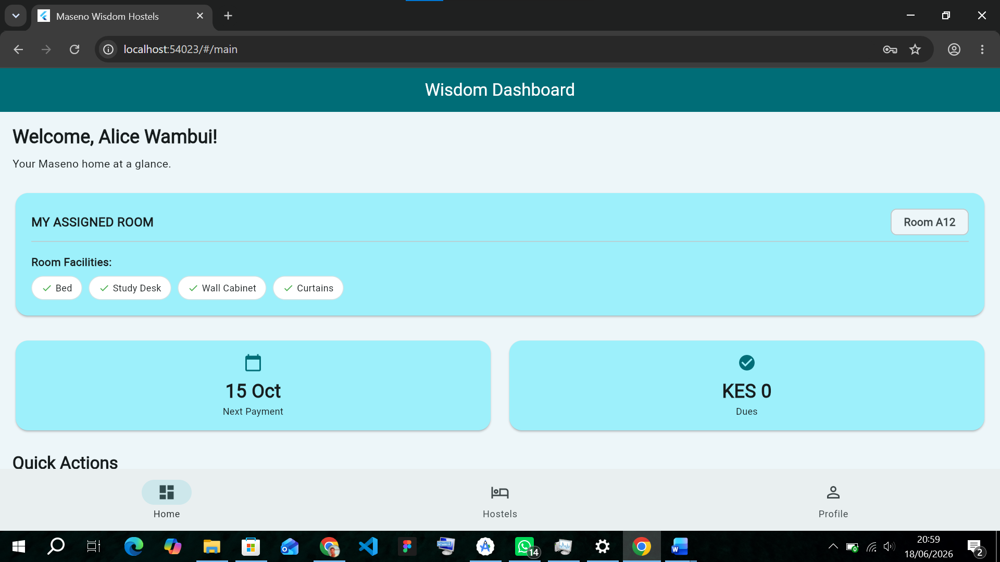 Maseno Wisdom Hostels
localhost:54023/#/main
Wisdom Dashboard
Welcome, Alice Wambui!
Your Maseno home at a glance.
MY ASSIGNED ROOM
Room A12
Room Facilities:
Bed
Study Desk
Wall Cabinet
Curtains
15 Oct
Next Payment
KES 0
Dues
Quick Actions
Home
Hostels
Profile
14
20:59
18/06/2026
2